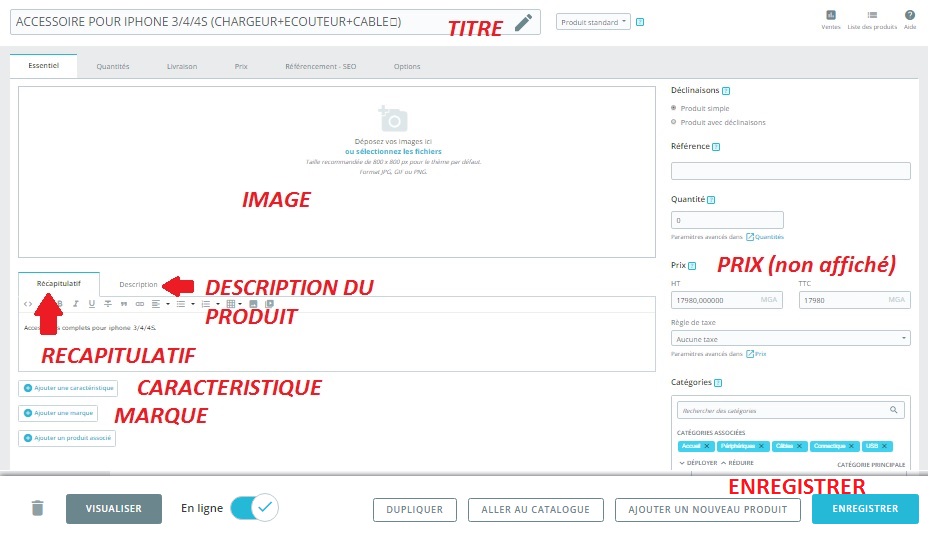 ACCESSOIRE POUR IPHONE 3/4/4S (CHARGEUR+ECOUTEUR+CABLE▯)
TITRE
Produit standard
Ventes
Liste des produits
Aide
Essentiel
Quantités
Livraison
Prix
Référencement - SEO
Options
Déposez vos images ici
ou sélectionnez les fichiers
Taille recommandée de 800 x 800 px pour le thème par défaut.
Format JPG, GIF ou PNG.
IMAGE
Récapitulatif
Description
DESCRIPTION DU
PRODUIT
complets pour iphone 3/4/4S.
RECAPITULATIF
Ajouter une caractéristique
CARACTERISTIQUE
Ajouter une marque
MARQUE
Ajouter un produit associé
Déclinaisons
Produit simple
Produit avec déclinaisons
Référence
Quantité
0
Paramètres avancés dans Quantités
Prix
PRIX (non affiché)
HT
TTC
17980,000000 MGA
17980 MGA
Règle de taxe
Aucune taxe
Paramètres avancés dans Prix
Catégories
Rechercher des catégories
CATÉGORIES ASSOCIÉES
Accueil Périphériques Câbles Connectique USB
DÉPLOYER RÉDUIRE
CATÉGORIE PRINCIPALE
ENREGISTRER
VISUALISER
En ligne
DUPLIQUER
ALLER AU CATALOGUE
AJOUTER UN NOUVEAU PRODUIT
ENREGISTRER